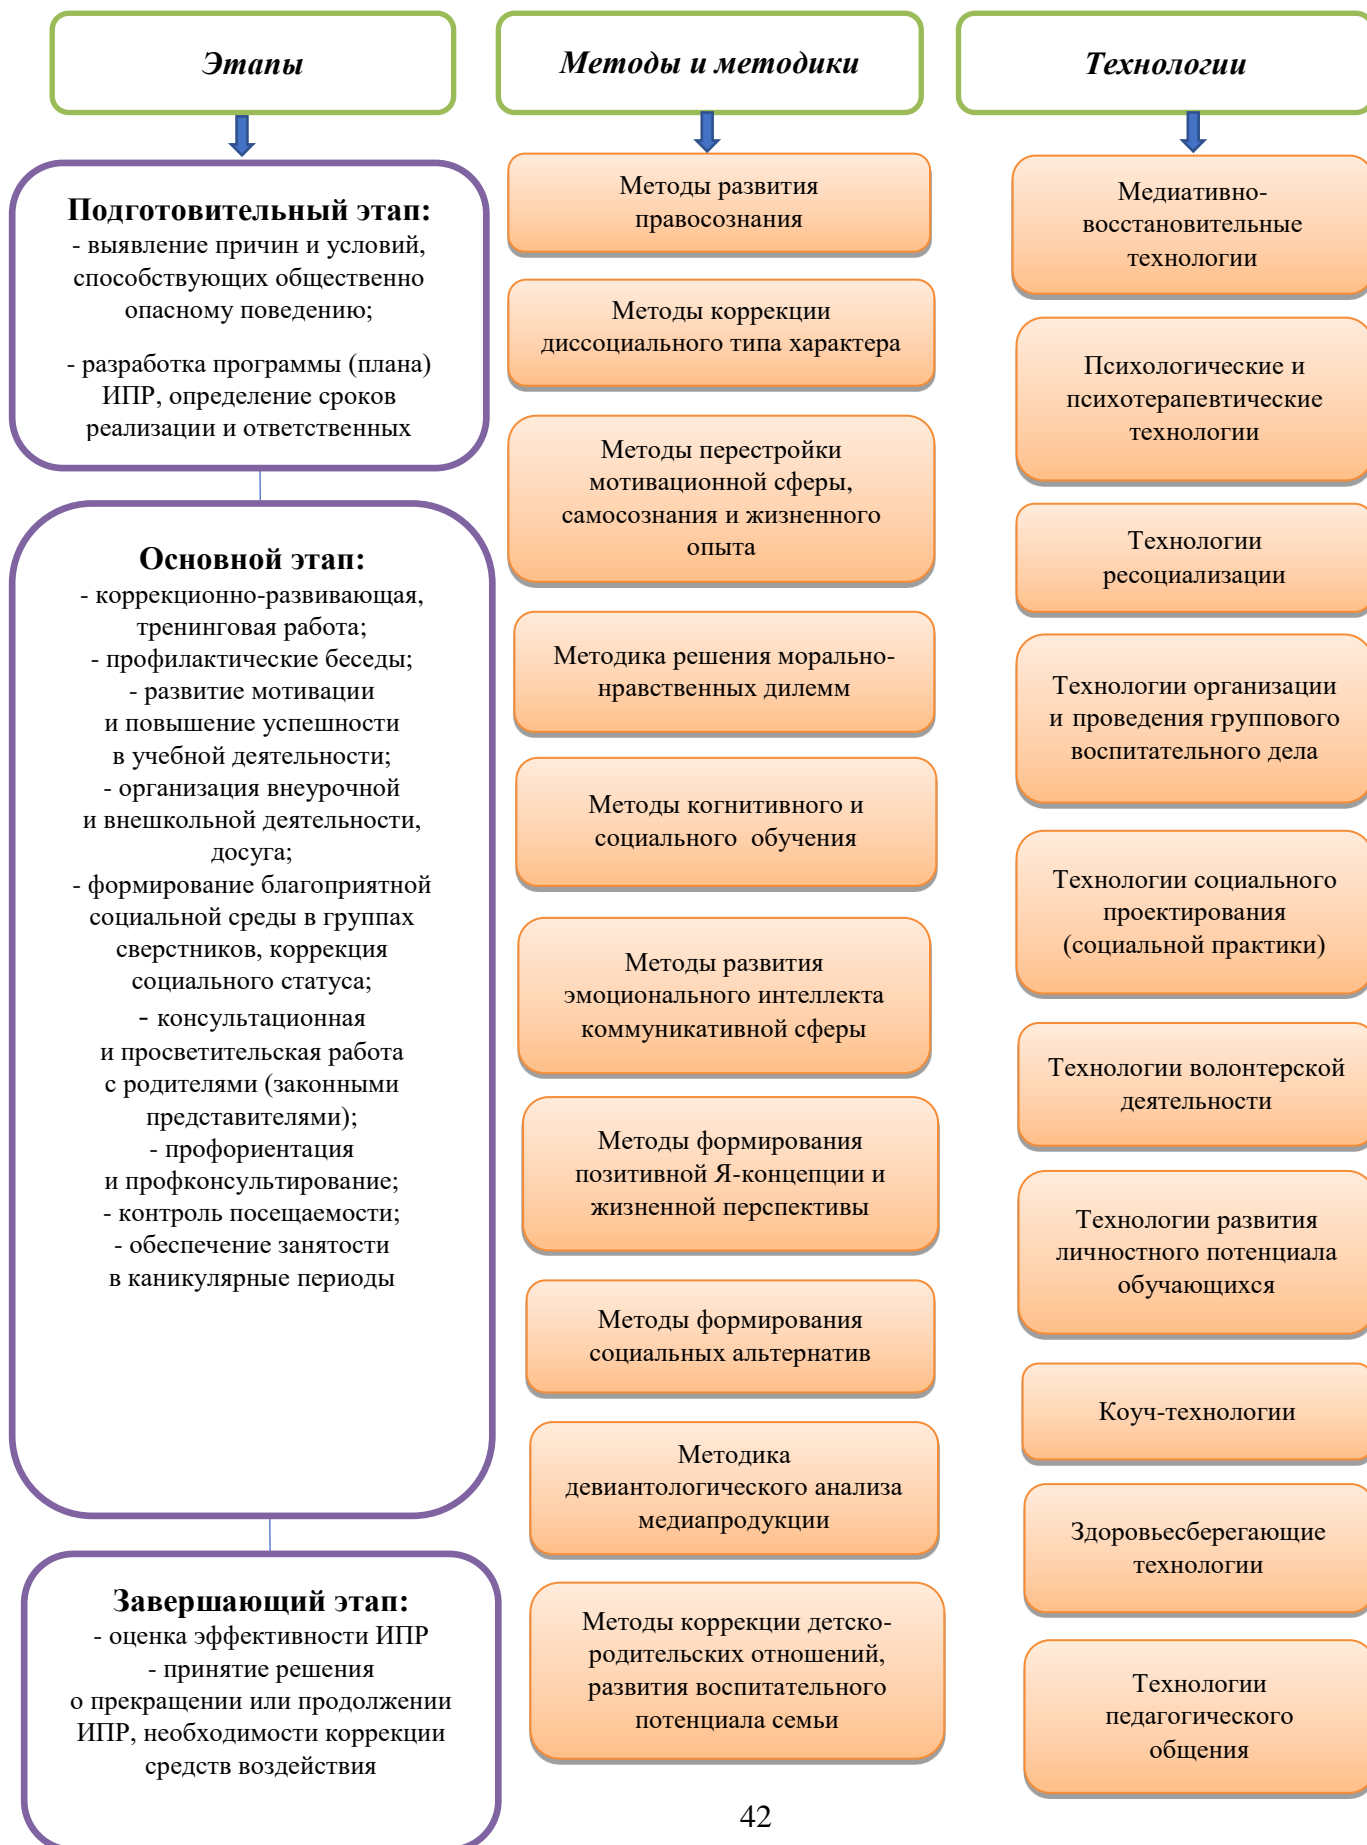 Этапы
Подготовительный этап:
- выявление причин и условий,
способствующих общественно
опасному поведению;
- разработка программы (плана)
ИПР, определение сроков
реализации и ответственных
Основной этап:
- коррекционно-развивающая,
тренинговая работа;
- профилактические беседы;
- развитие мотивации
и повышение успешности
в учебной деятельности;
- организация внеурочной
и внешкольной деятельности,
досуга;
- формирование благоприятной
социальной среды в группах
сверстников, коррекция
социального статуса;
- консультационная
и просветительская работа
с родителями (законными
представителями);
- профориентация
и профконсультирование;
- контроль посещаемости;
- обеспечение занятости
в каникулярные периоды
Завершающий этап:
- оценка эффективности ИПР
- принятие решения
о прекращении или продолжении
ИПР, необходимости коррекции
средств воздействия
Методы и методики
Методы развития
правосознания
Методы коррекции
диссоциального типа характера
Методы перестройки
мотивационной сферы,
самосознания и жизненного
опыта
Методика решения морально-
нравственных дилемм
Методы когнитивного и
социального обучения
Методы развития
эмоционального интеллекта
коммуникативной сферы
Методы формирования
позитивной Я-концепции и
жизненной перспективы
Методы формирования
социальных альтернатив
Методика
девиантологического анализа
медиапродукции
Методы коррекции детско-
родительских отношений,
развития воспитательного
потенциала семьи
Технологии
Медиативно-
восстановительные
технологии
Психологические и
психотерапевтические
технологии
Технологии
ресоциализации
Технологии организации
и проведения группового
воспитательного дела
Технологии социального
проектирования
(социальной практики)
Технологии волонтерской
деятельности
Технологии развития
личностного потенциала
обучающихся
Коуч-технологии
Здоровьесберегающие
технологии
Технологии
педагогического
общения
42